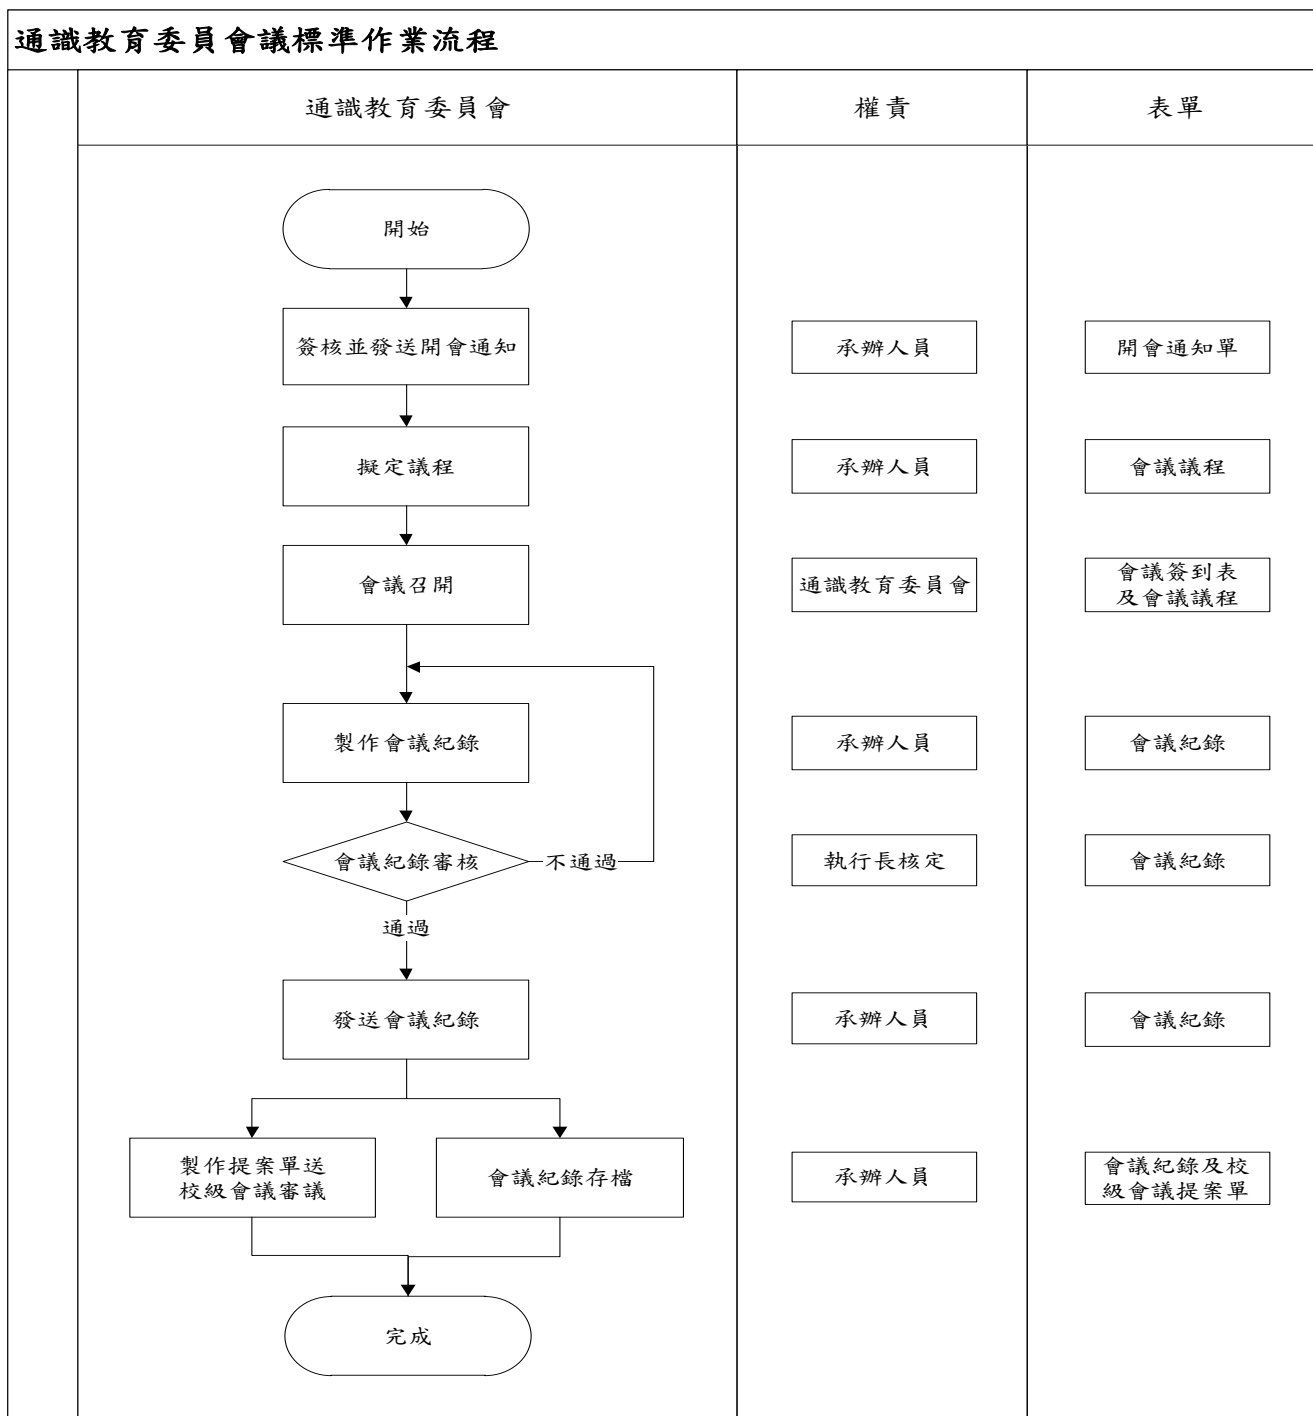 通識教育委員會議標準作業流程
通識教育委員會
權責
表單
開始
簽核並發送開會通知
承辦人員
開會通知單
擬定議程
承辦人員
會議議程
會議召開
通識教育委員會
會議簽到表
及會議議程
製作會議紀錄
承辦人員
會議紀錄
會議紀錄審核
不通過
執行長核定
會議紀錄
通過
發送會議紀錄
承辦人員
會議紀錄
製作提案單送
校級會議審議
會議紀錄存檔
承辦人員
會議紀錄及校
級會議提案單
完成